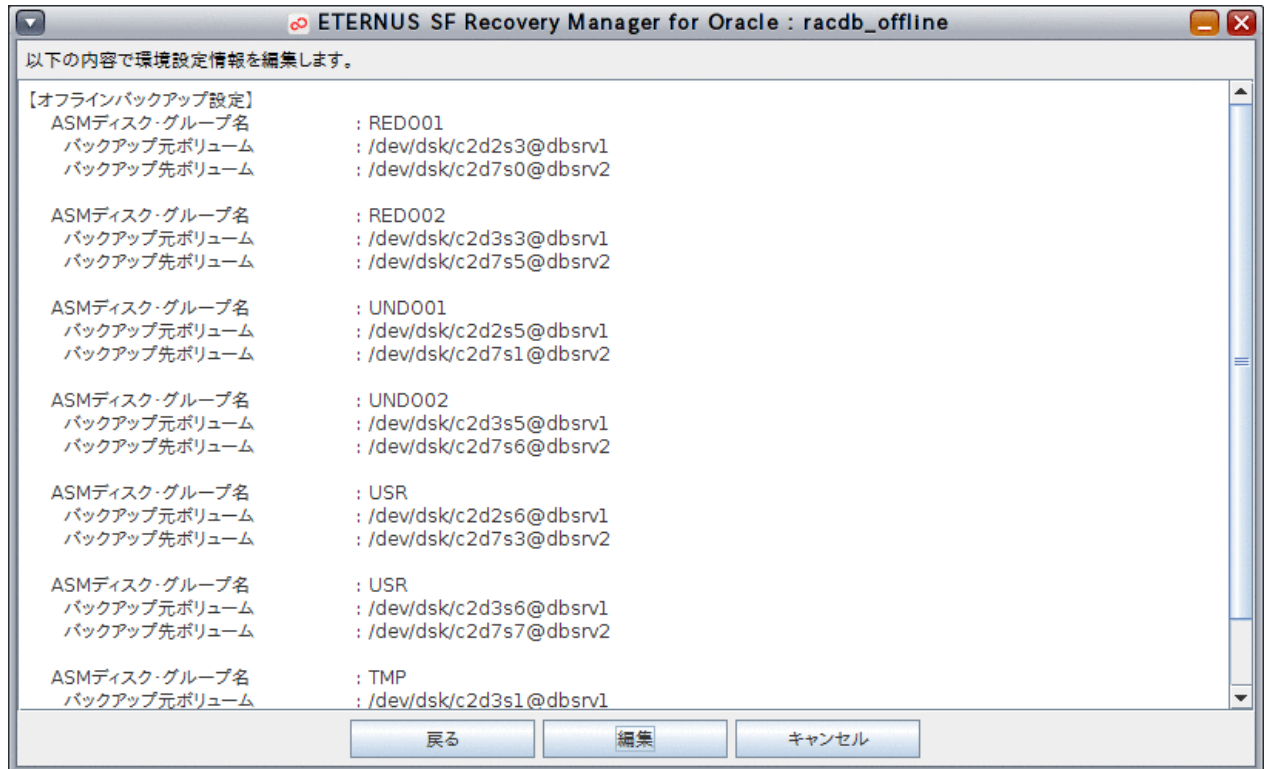 ETERNUS SF Recovery Manager for Oracle : racdb_offline
以下の内容で環境設定情報を編集します。
【オフラインバックアップ設定】
ASMディスク・グループ名 : REDO01
バックアップ元ボリューム : /dev/dsk/c2d2s3@dbsrv1
バックアップ先ボリューム : /dev/dsk/c2d7s0@dbsrv2
ASMディスク・グループ名 : REDO02
バックアップ元ボリューム : /dev/dsk/c2d3s3@dbsrv1
バックアップ先ボリューム : /dev/dsk/c2d7s5@dbsrv2
ASMディスク・グループ名 : UNDO01
バックアップ元ボリューム : /dev/dsk/c2d2s5@dbsrv1
バックアップ先ボリューム : /dev/dsk/c2d7s1@dbsrv2
ASMディスク・グループ名 : UNDO02
バックアップ元ボリューム : /dev/dsk/c2d3s5@dbsrv1
バックアップ先ボリューム : /dev/dsk/c2d7s6@dbsrv2
ASMディスク・グループ名 : USR
バックアップ元ボリューム : /dev/dsk/c2d2s6@dbsrv1
バックアップ先ボリューム : /dev/dsk/c2d7s3@dbsrv2
ASMディスク・グループ名 : USR
バックアップ元ボリューム : /dev/dsk/c2d3s6@dbsrv1
バックアップ先ボリューム : /dev/dsk/c2d7s7@dbsrv2
ASMディスク・グループ名 : TMP
バックアップ元ボリューム : /dev/dsk/c2d3s1@dbsrv1
戻る 編集 キャンセル